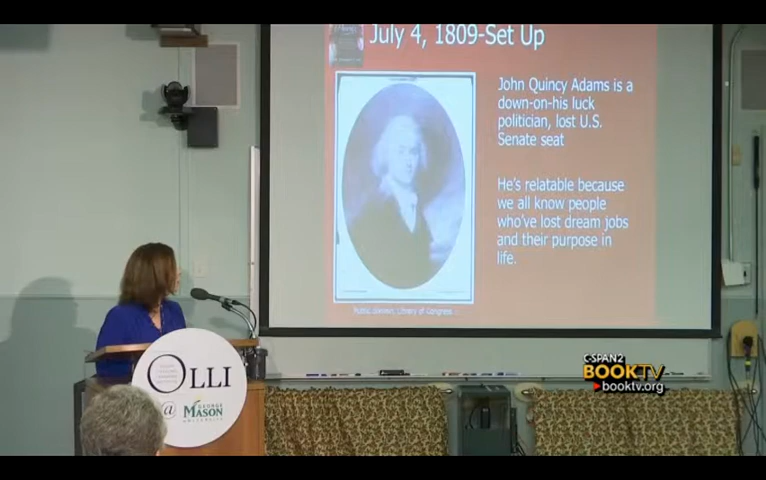 July 4, 1809-Set Up
John Quincy Adams is a
down-on-his luck
politician, lost U.S.
Senate seat
He's relatable because
we all know people
who've lost dream jobs
and their purpose in
life.
Public domain, Library of Congress
OLLI
@
GEORGE
MASON
UNIVERSITY
C-SPAN2
BOOKTV
booktv.org